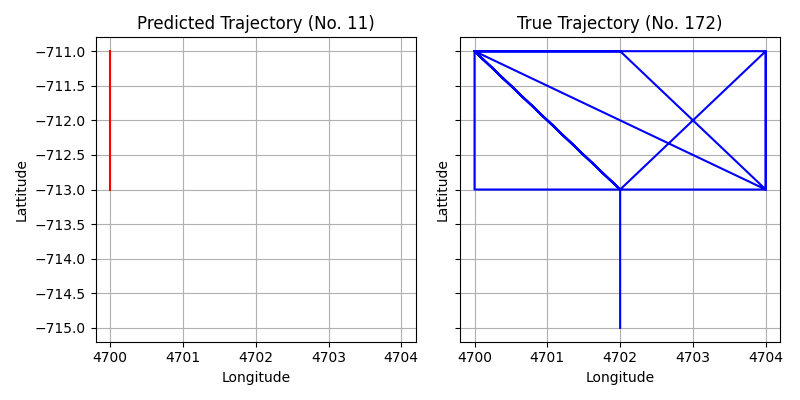 Predicted Trajectory (No. 11)
−711.0
−711.5
−712.0
−712.5
−713.0
−713.5
−714.0
−714.5
−715.0
Lattitude
4700 4701 4702 4703 4704
Longitude
True Trajectory (No. 172)
Lattitude
4700 4701 4702 4703 4704
Longitude